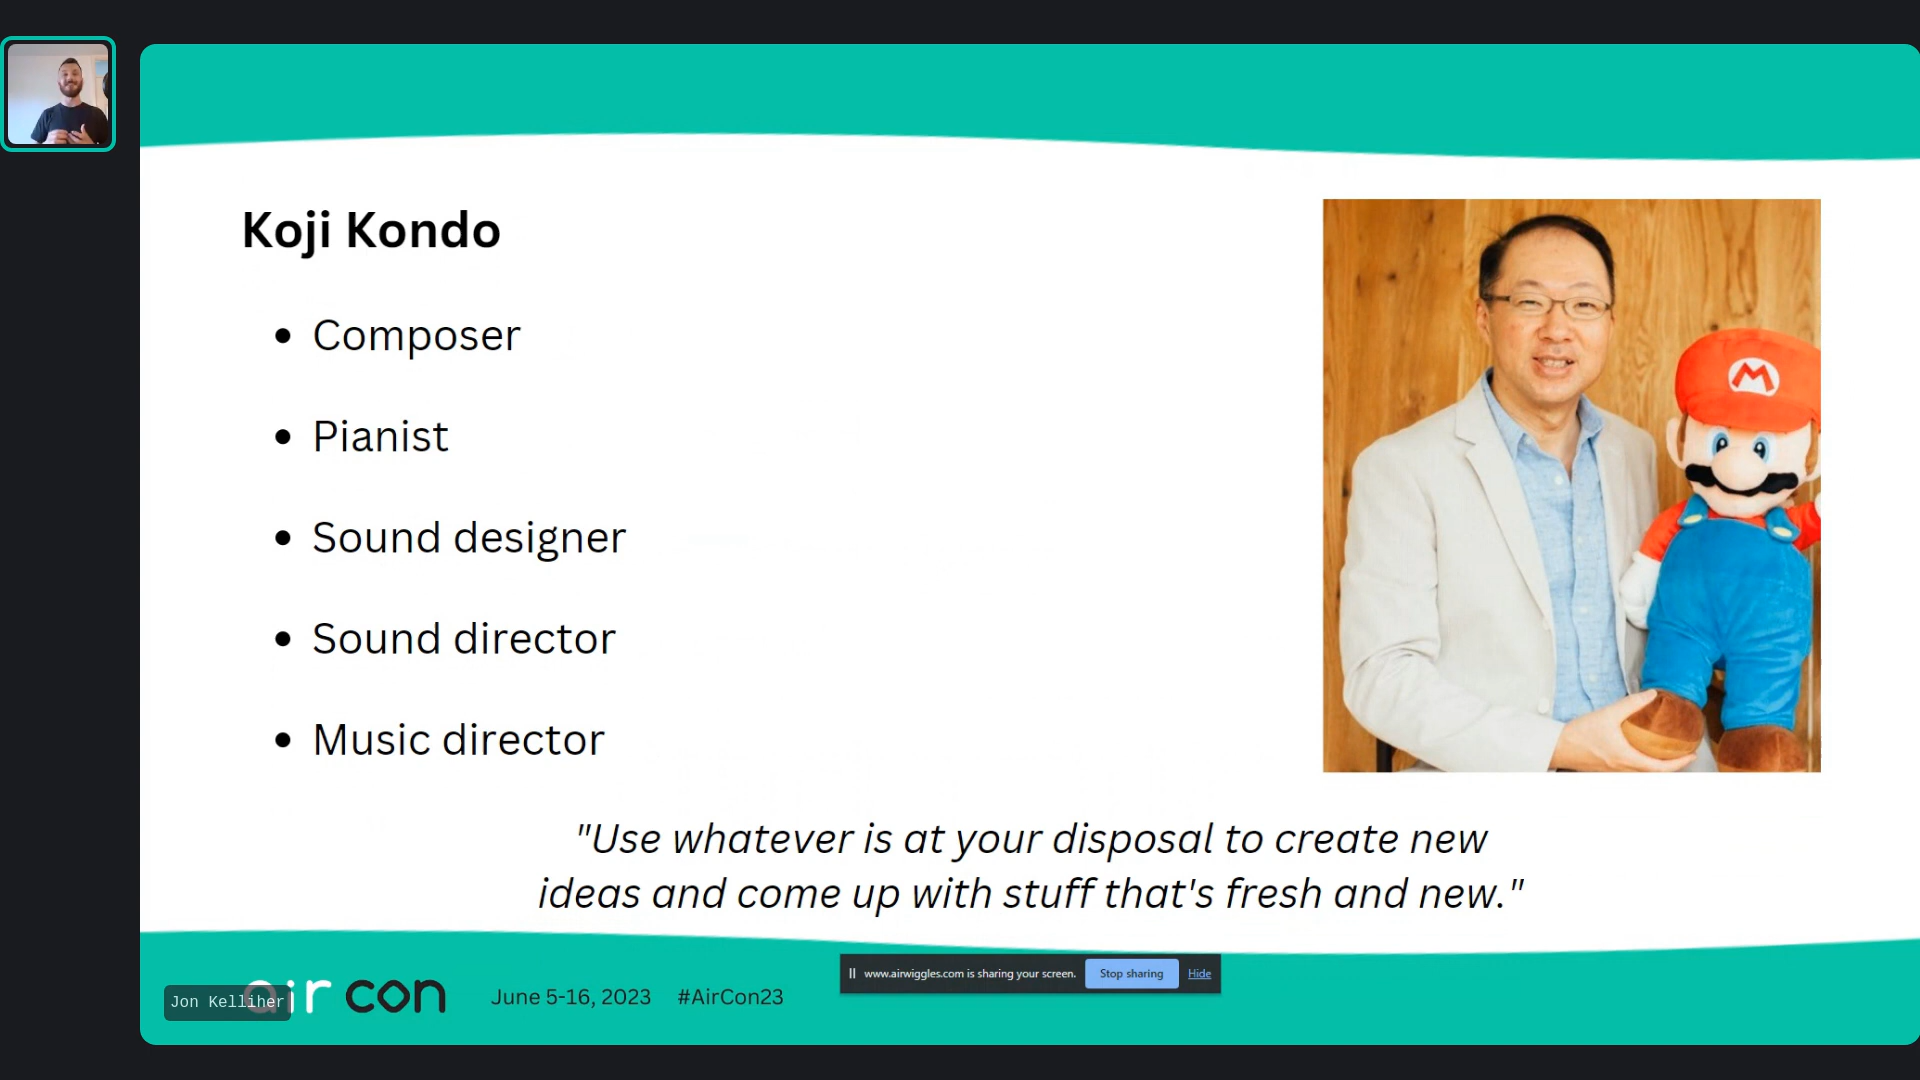 Koji Kondo
• Composer
• Pianist
• Sound designer
• Sound director
• Music director
M
"Use whatever is at your disposal to create new
ideas and come up with stuff that's fresh and new."
www.airwiggles.com is sharing your screen. Stop sharing Hide
air con June 5-16, 2023 #AirCon23
Jon Kelliher